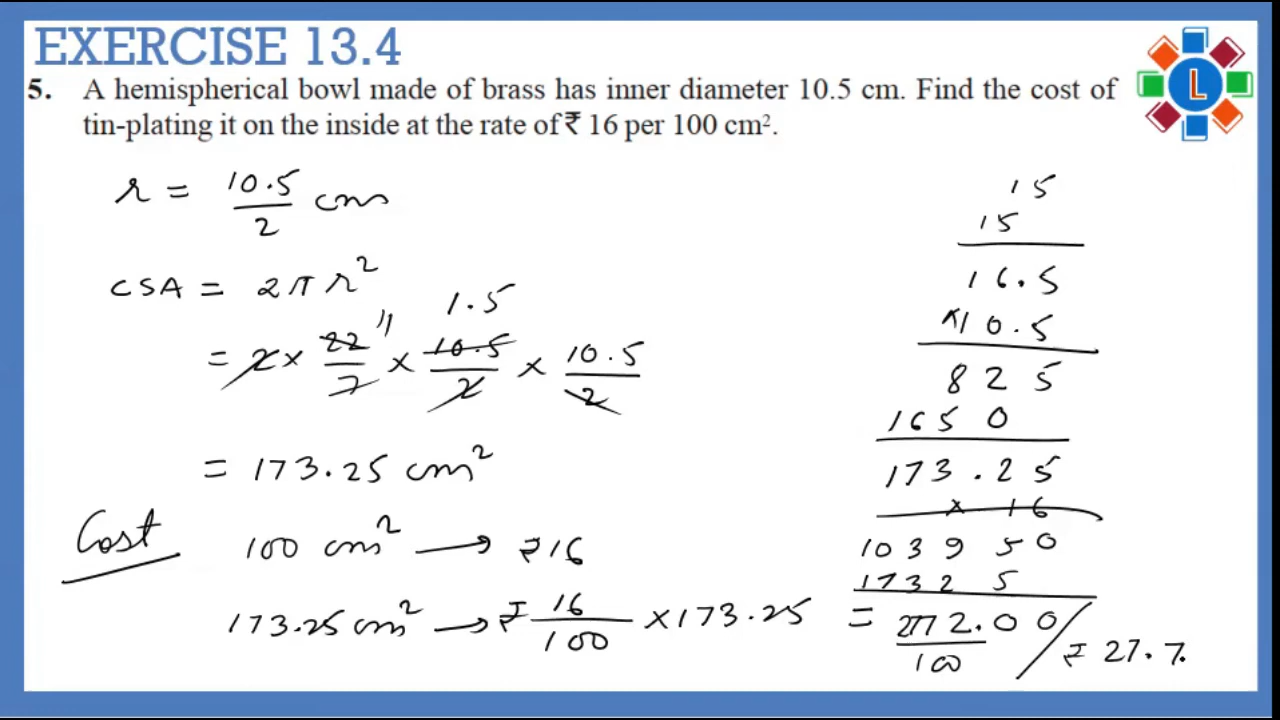 EXERCISE 13.4
5. A hemispherical bowl made of brass has inner diameter 10.5 cm. Find the cost of
tin-plating it on the inside at the rate of ₹ 16 per 100 cm².
L
r = 10.5/2 cm
CSA = 2πr²
1.5
11
= 2 × 22/7 × 10.5/2 × 10.5/2
= 173.25 cm²
Cost
100 cm² → ₹16
173.25 cm² → ₹ 16/100 × 173.25
15
15
16.5
×10.5
825
1650
173.25
× 16
103950
17325
= 2772.00/100
₹ 27.7